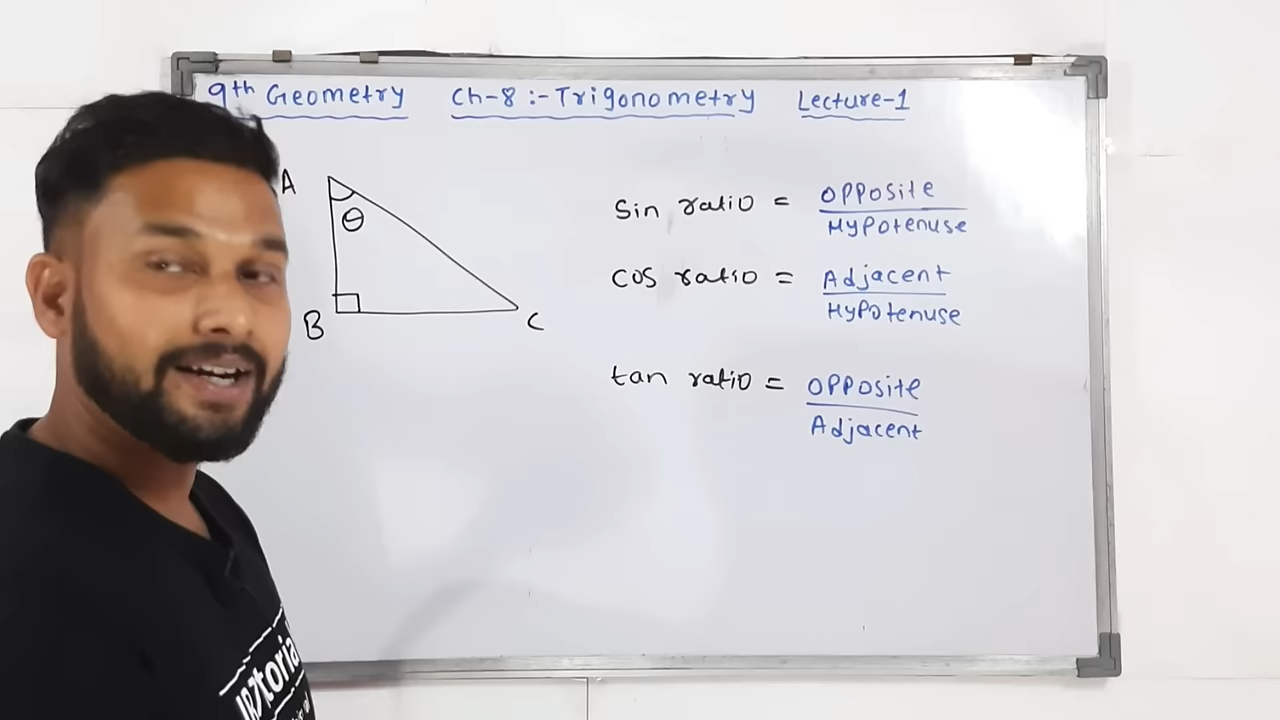 9th Geometry Ch-8 :- Trigonometry Lecture-1
A
θ
B
C
Sin ratio = Opposite
Hypotenuse
cos ratio = Adjacent
Hypotenuse
tan ratio = Opposite
Adjacent